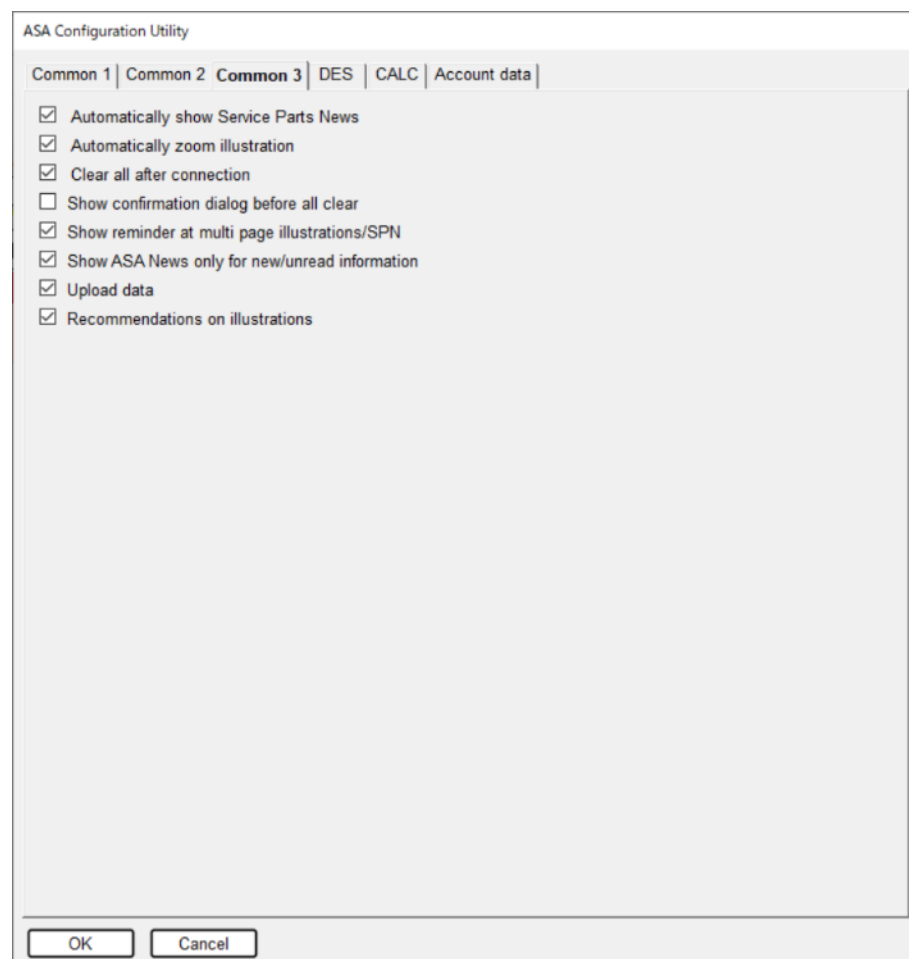 ASA Configuration Utility
Common 1 Common 2 Common 3 DES CALC Account data
Automatically show Service Parts News
Automatically zoom illustration
Clear all after connection
Show confirmation dialog before all clear
Show reminder at multi page illustrations/SPN
Show ASA News only for new/unread information
Upload data
Recommendations on illustrations
OK Cancel